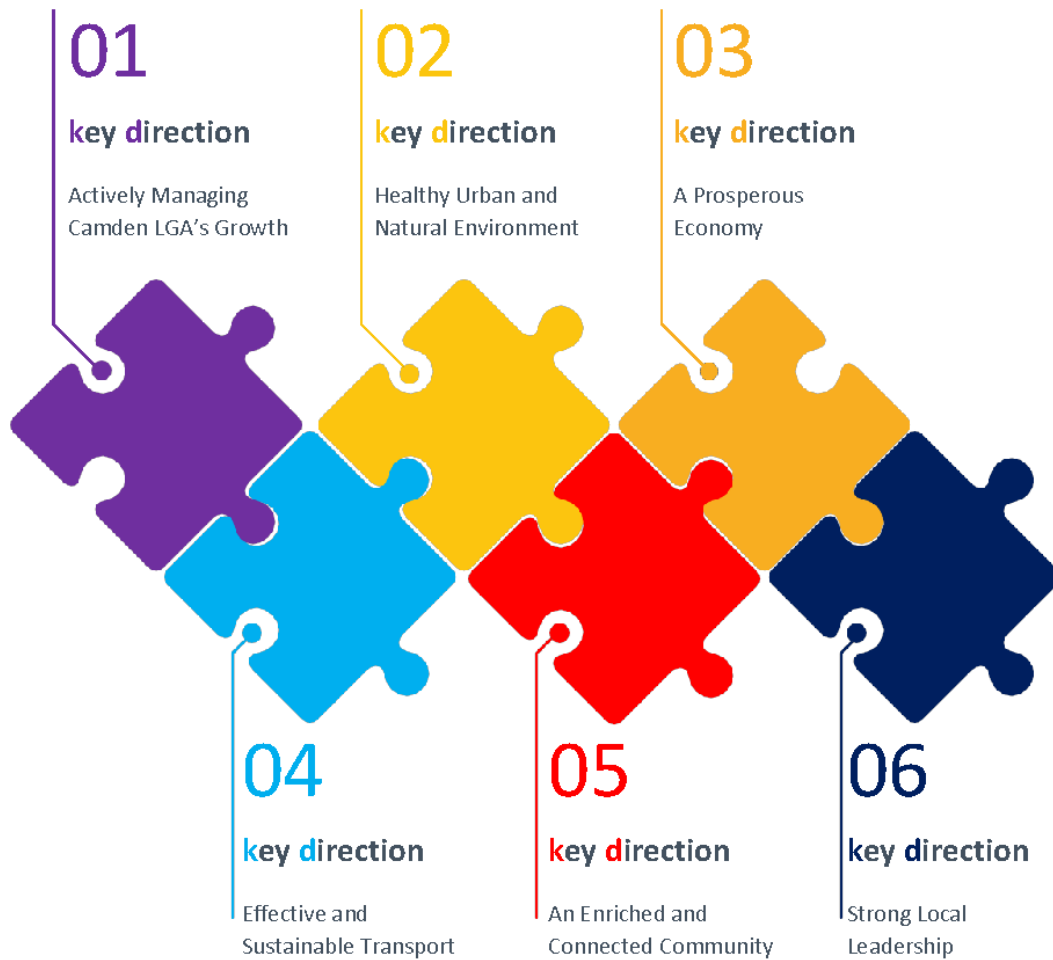 01
key direction
Actively Managing
Camden LGA's Growth
02
key direction
Healthy Urban and
Natural Environment
03
key direction
A Prosperous
Economy
04
key direction
Effective and
Sustainable Transport
05
key direction
An Enriched and
Connected Community
06
key direction
Strong Local
Leadership